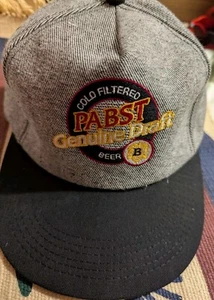 COLD FILTERED
PABST
Genuine Draft
BEER
B